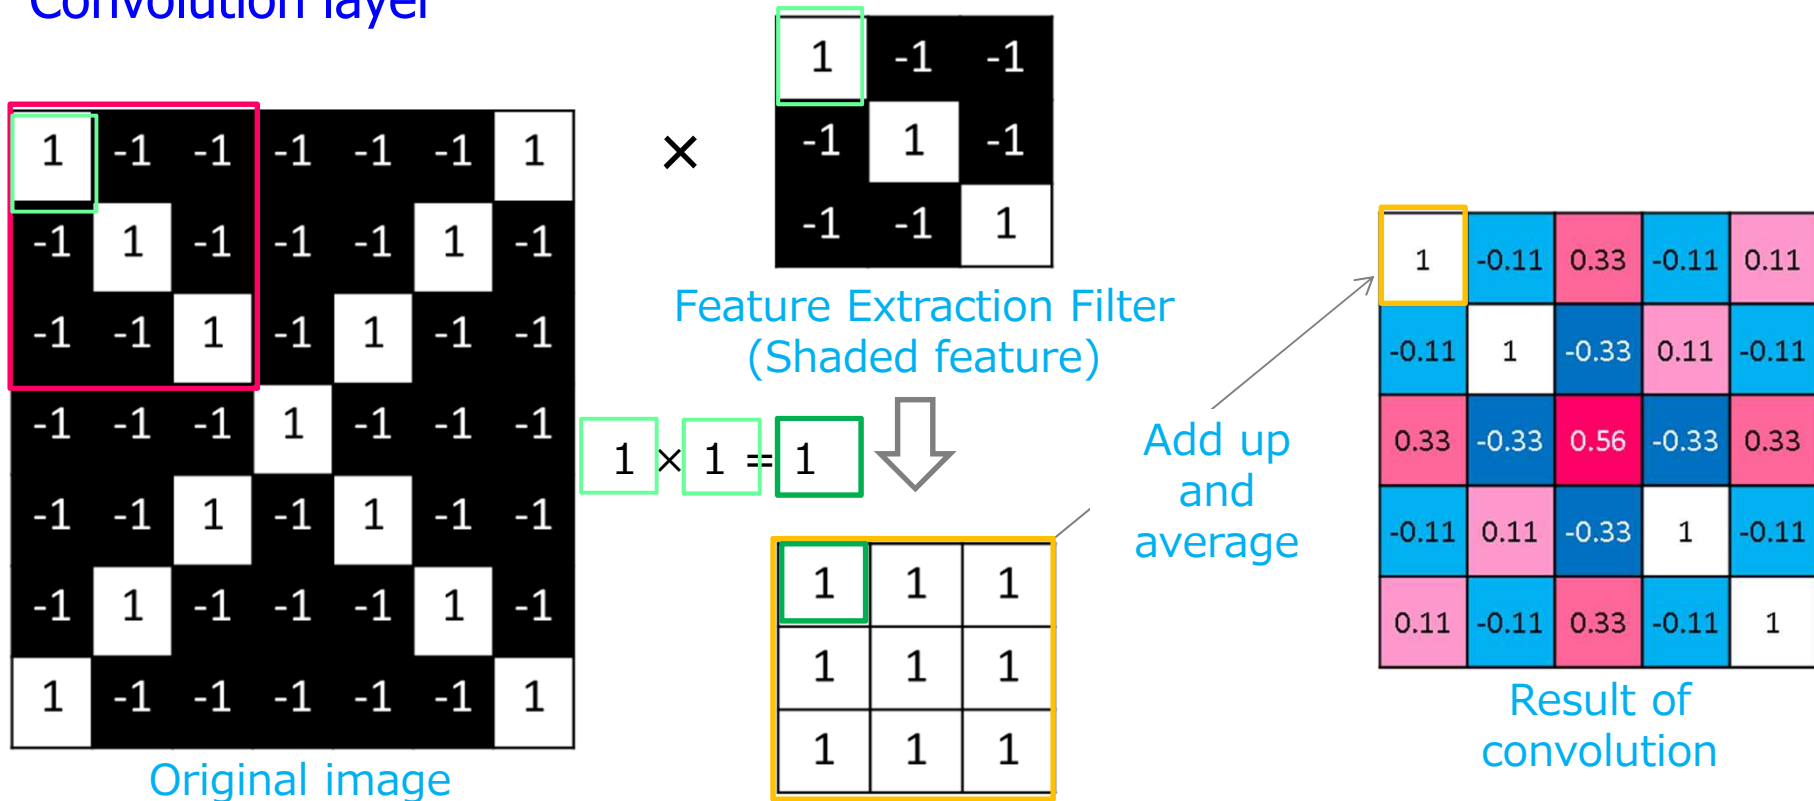 Convolution layer
1 -1 -1 -1 -1 -1 1
-1 1 -1 -1 -1 1 -1
-1 -1 1 -1 1 -1 -1
-1 -1 -1 1 -1 -1 -1
-1 -1 1 -1 1 -1 -1
-1 1 -1 -1 -1 1 -1
1 -1 -1 -1 -1 -1 1
Original image
×
1 -1 -1
-1 1 -1
-1 -1 1
Feature Extraction Filter
(Shaded feature)
1 × 1 = 1
1 1 1
1 1 1
1 1 1
Add up
and
average
1 -0.11 0.33 -0.11 0.11
-0.11 1 -0.33 0.11 -0.11
0.33 -0.33 0.56 -0.33 0.33
-0.11 0.11 -0.33 1 -0.11
0.11 -0.11 0.33 -0.11 1
Result of
convolution